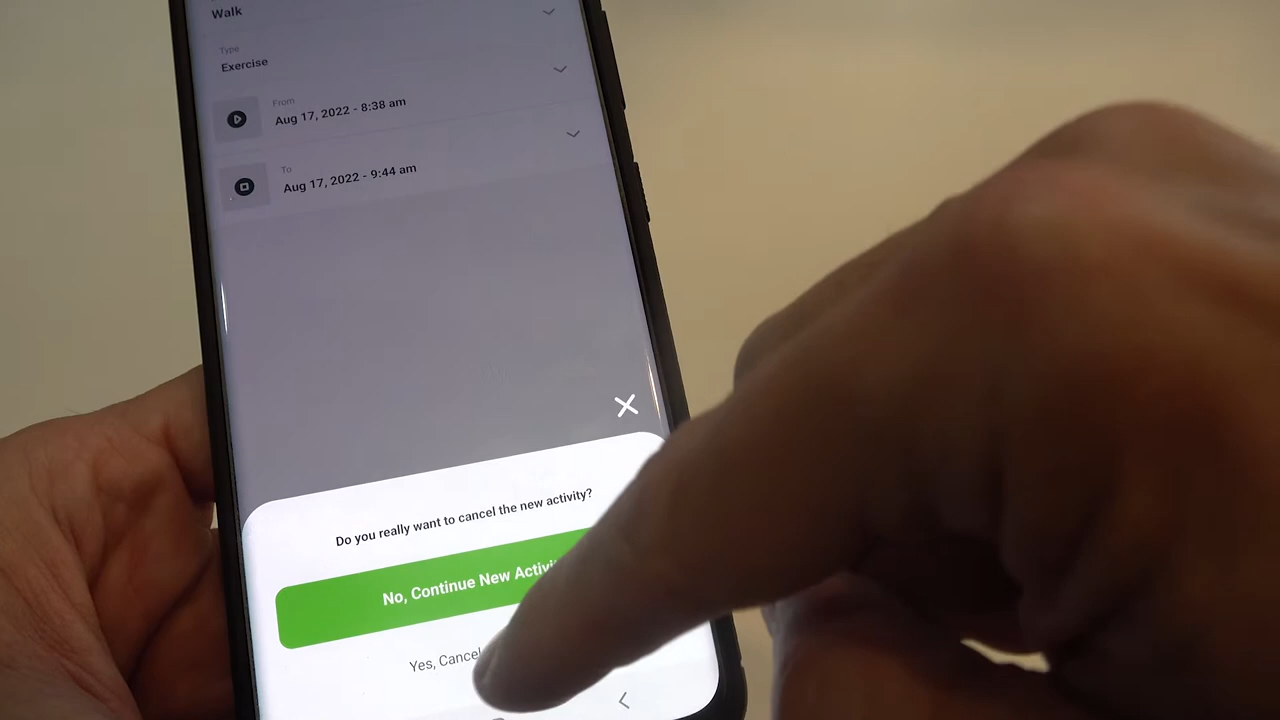 Walk
Type
Exercise
From
Aug 17, 2022 - 8:38 am
To
Aug 17, 2022 - 9:44 am
Do you really want to cancel the new activity?
No, Continue New
Yes, Cancel